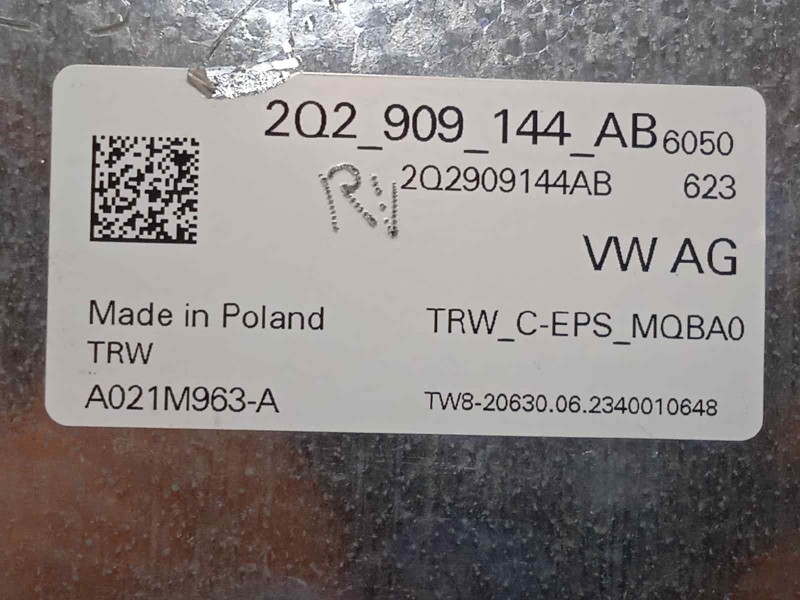 2Q2_909_144_AB 6050
2Q2909144AB 623
VW AG
Made in Poland TRW_C-EPS_MQBA0
TRW
A021M963-A TW8-20630.06.2340010648